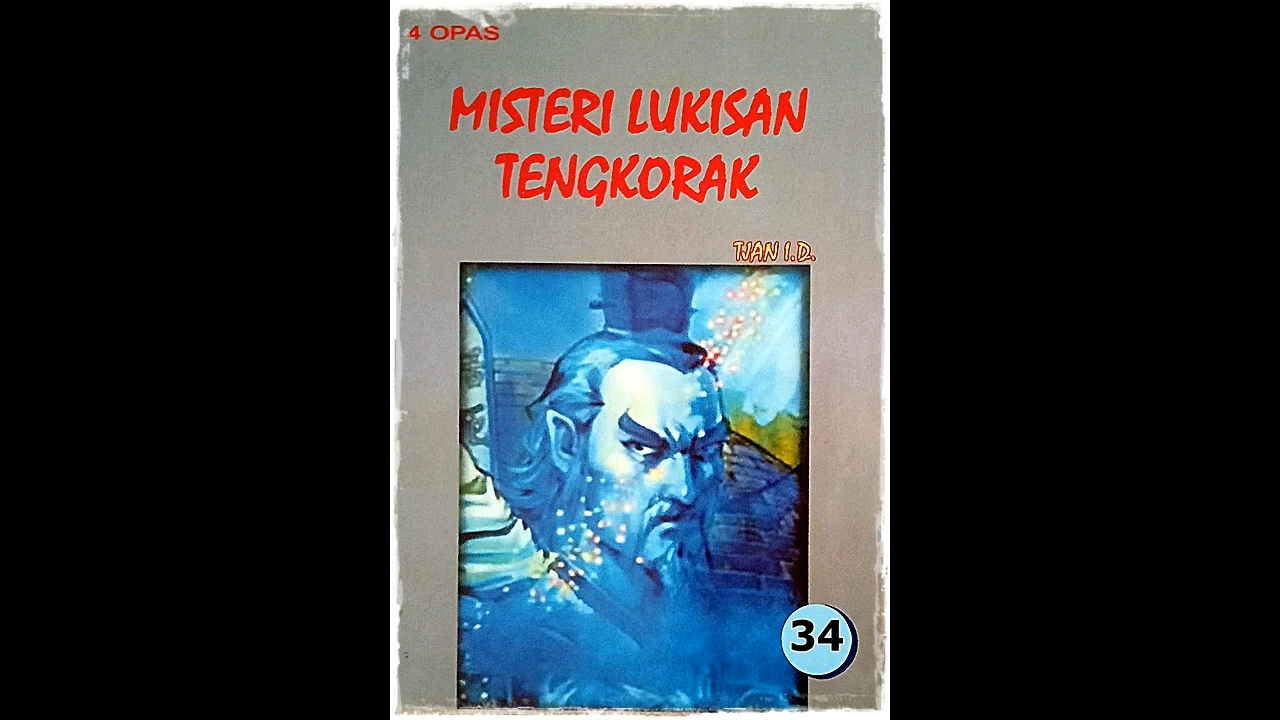 4 OPAS
MISTERI LUKISAN
TENGKORAK
TJAN I.D.
34